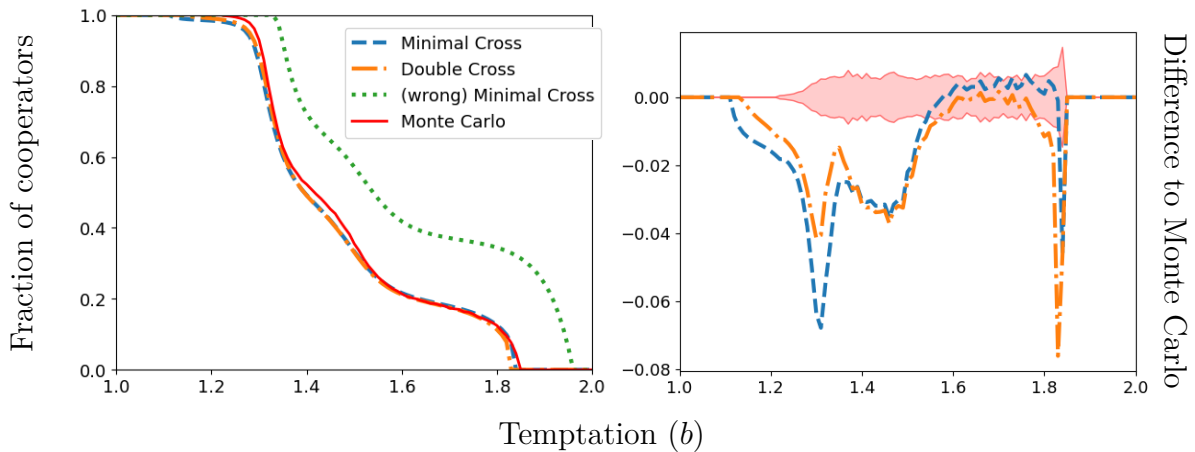 Fraction of cooperators
1.0
0.8
0.6
0.4
0.2
0.0
1.0 1.2 1.4 1.6 1.8 2.0
Minimal Cross
Double Cross
(wrong) Minimal Cross
Monte Carlo
0.00
−0.02
−0.04
−0.06
−0.08
1.0 1.2 1.4 1.6 1.8 2.0
Difference to Monte Carlo
Temptation (b)